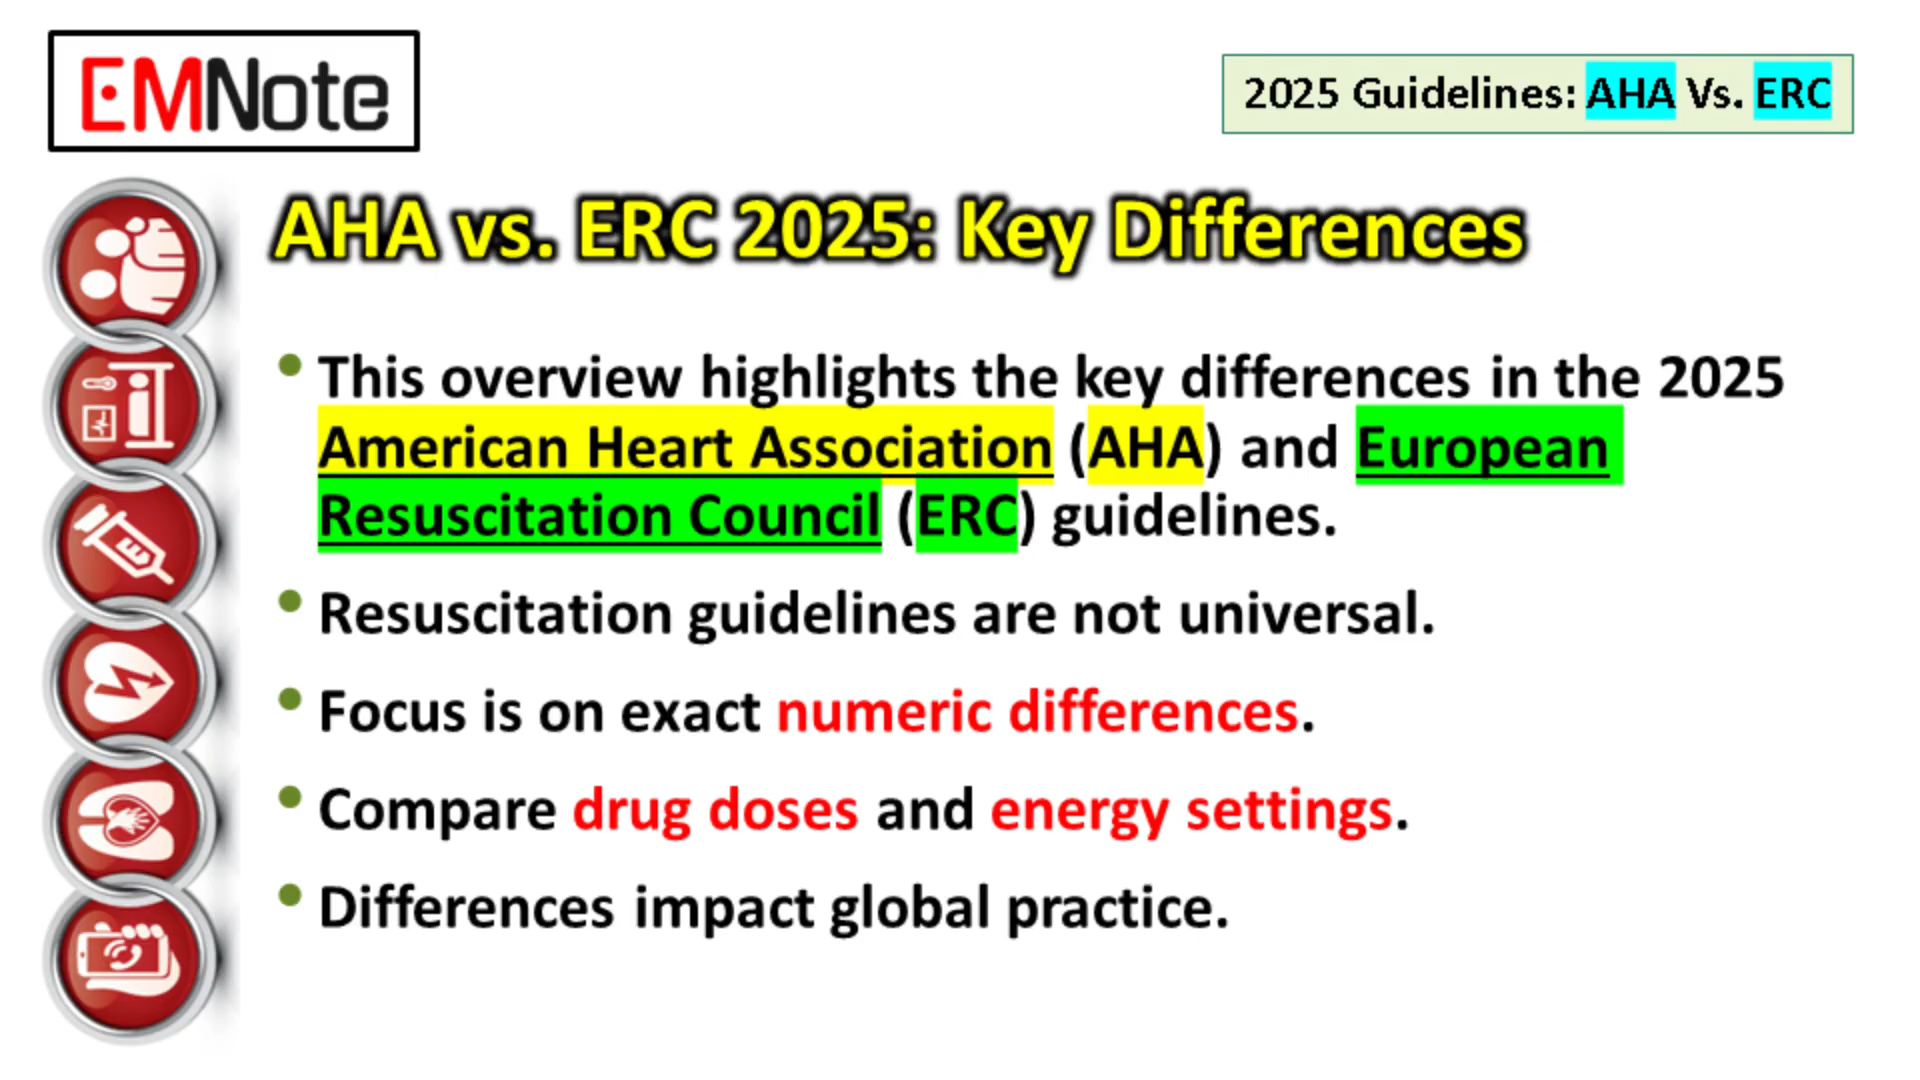 EMNote
2025 Guidelines: AHA Vs. ERC
AHA vs. ERC 2025: Key Differences
• This overview highlights the key differences in the 2025
American Heart Association (AHA) and European
Resuscitation Council (ERC) guidelines.
• Resuscitation guidelines are not universal.
• Focus is on exact numeric differences.
• Compare drug doses and energy settings.
• Differences impact global practice.